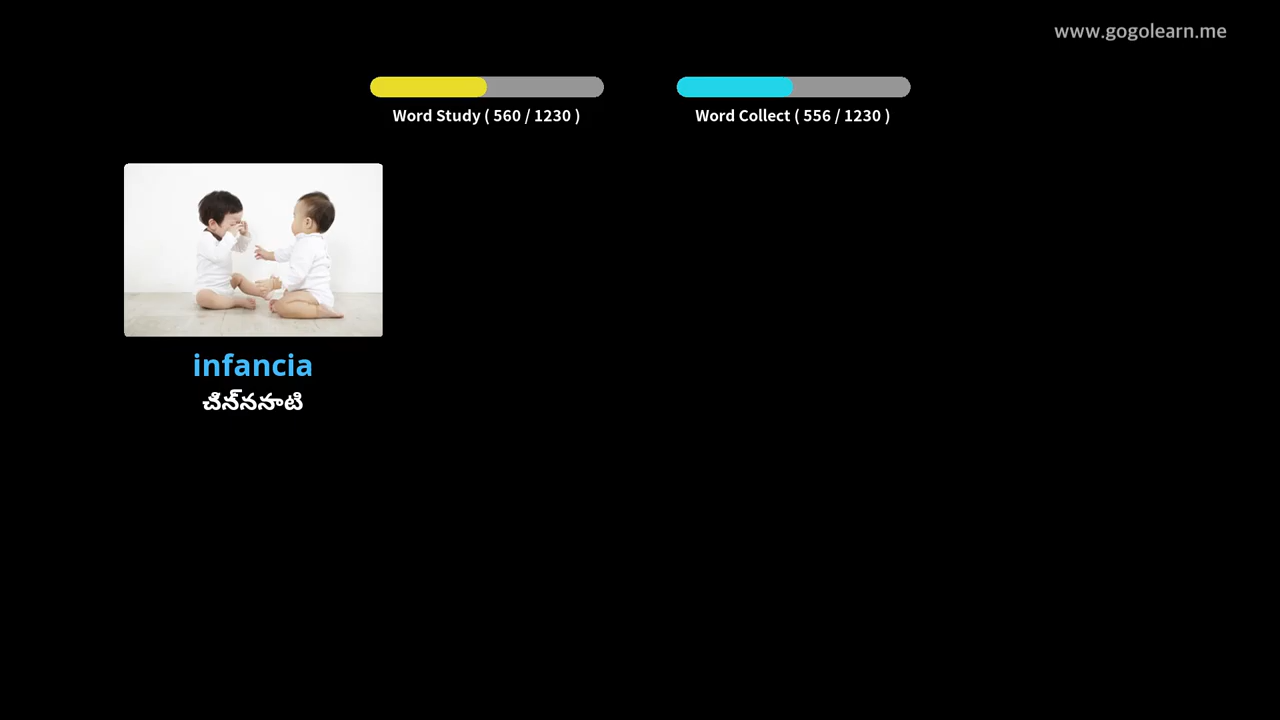 www.gogolearn.me
Word Study ( 560 / 1230 )
Word Collect ( 556 / 1230 )
infancia
చిన్‌ననాటి